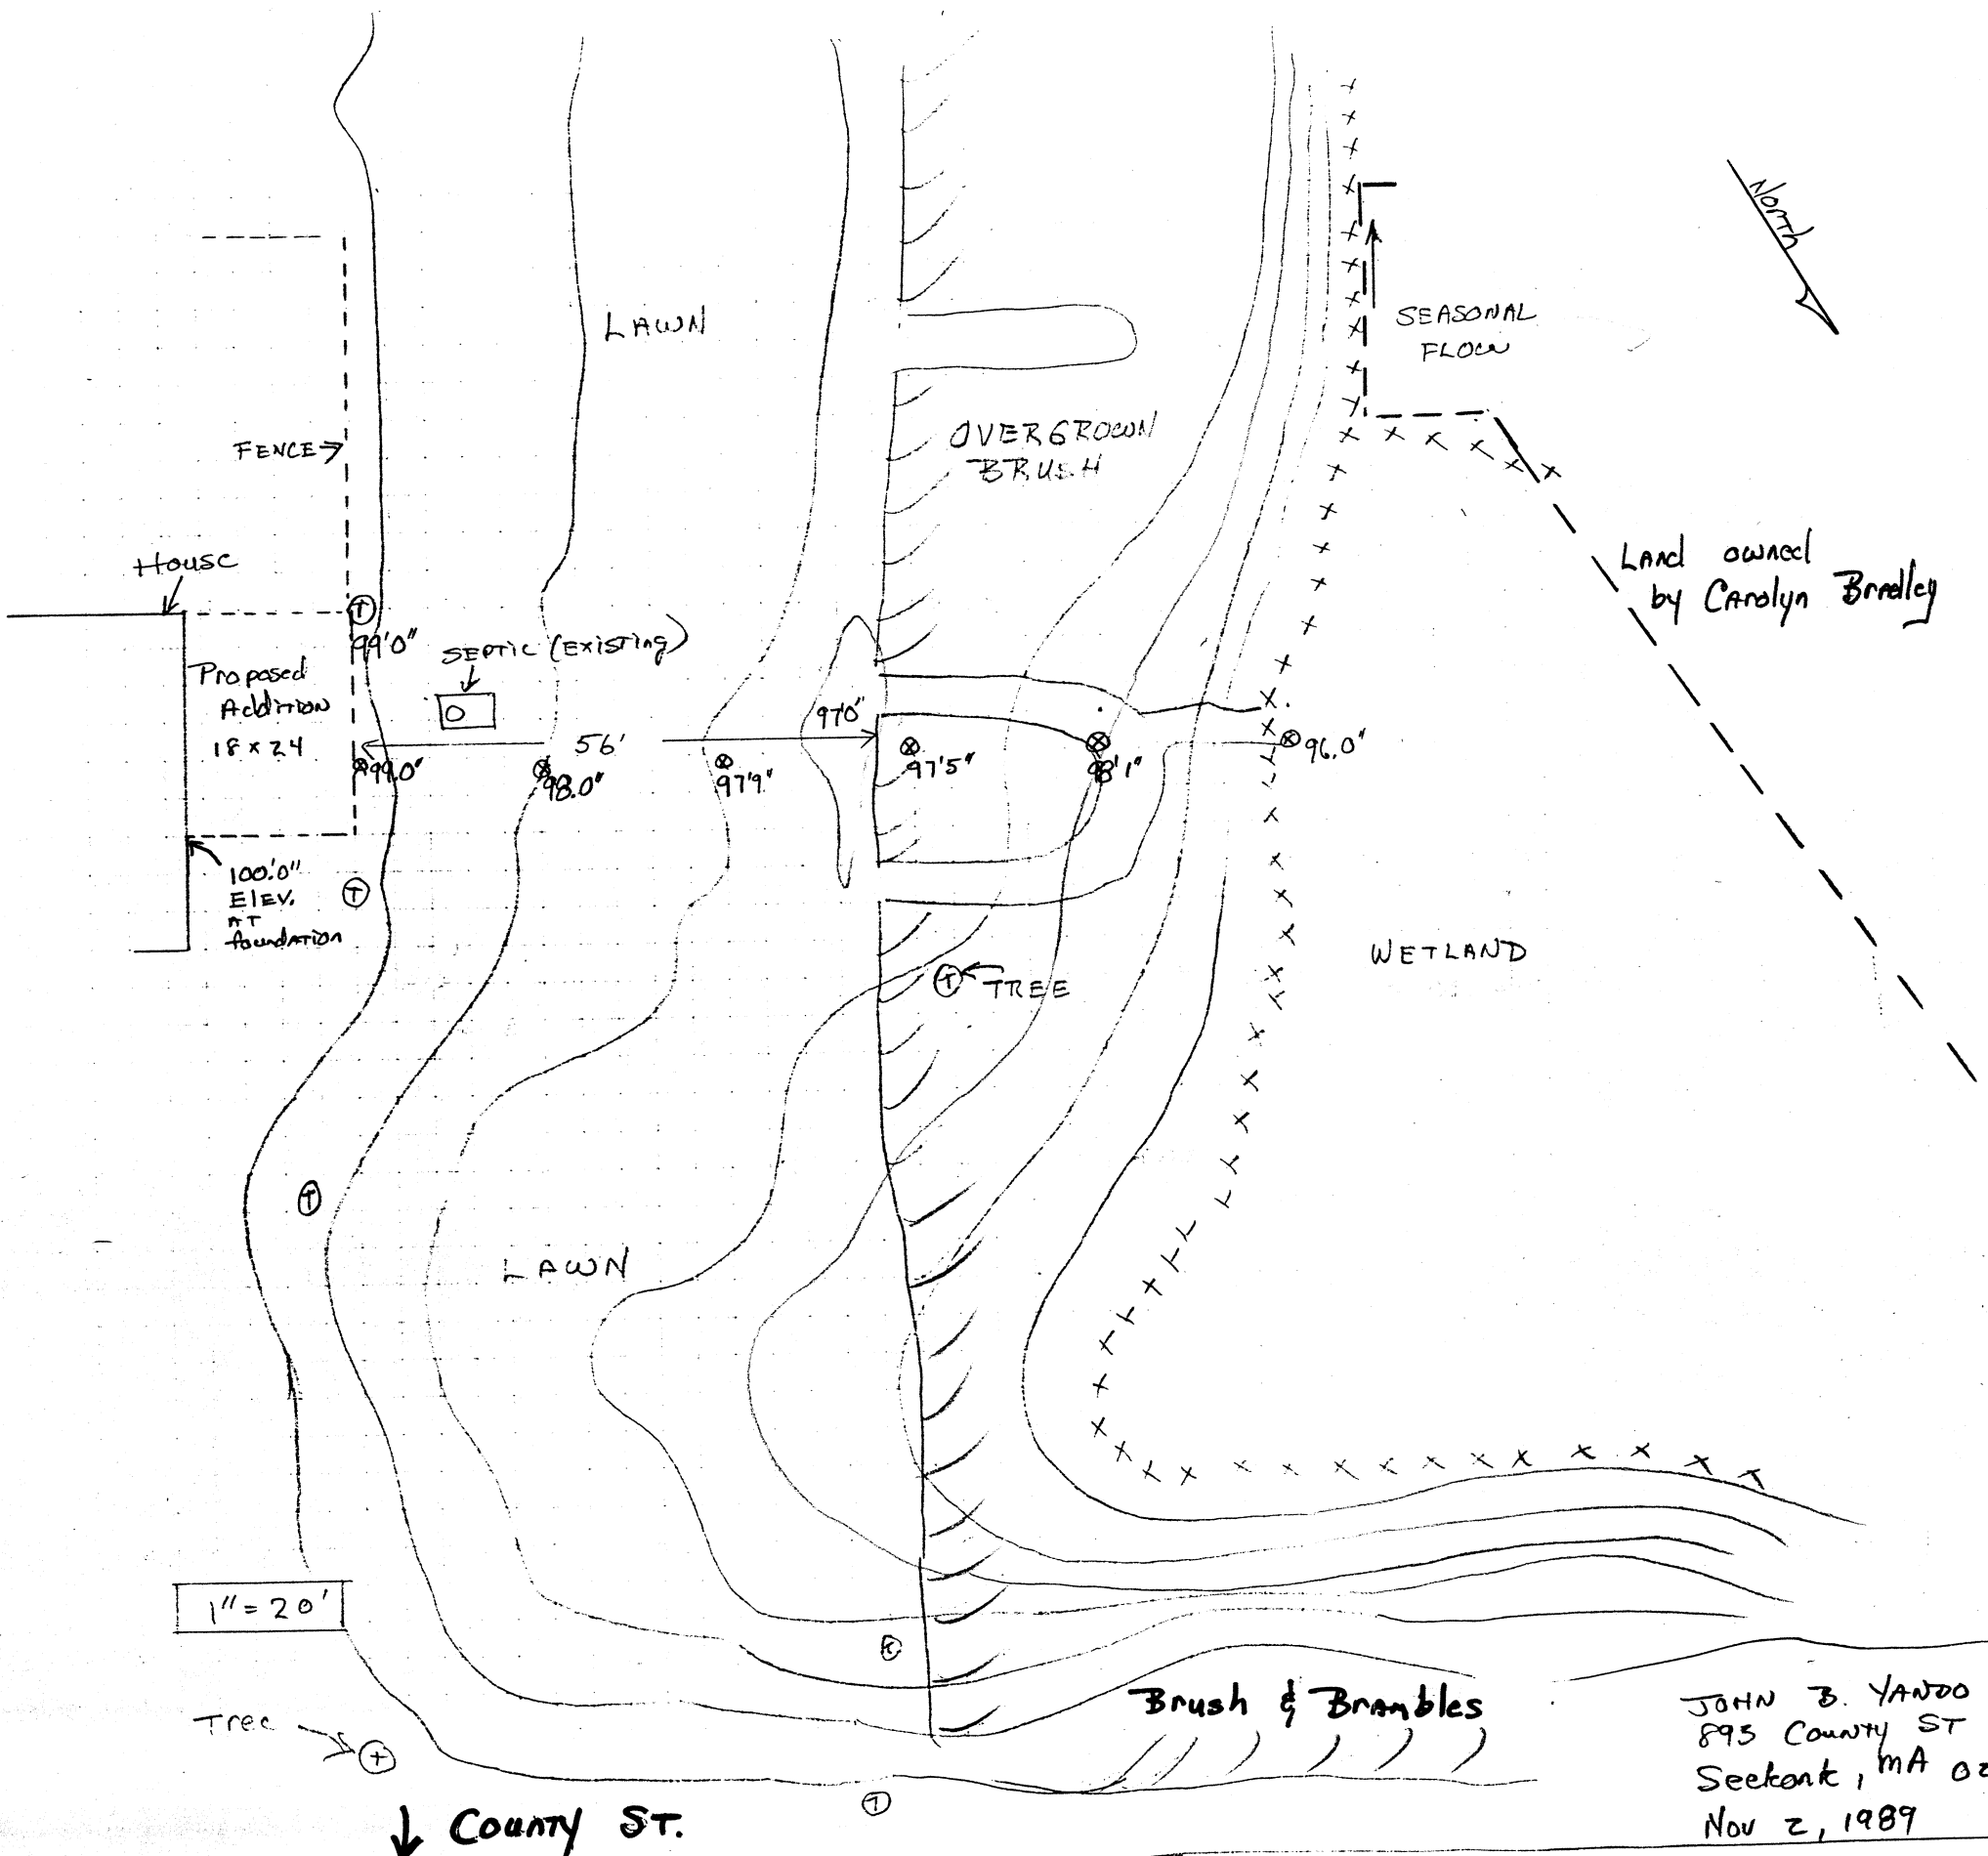 North
LAWN
SEASONAL
FLOW
FENCE
OVERGROWN
BRUSH
House
Land owned
by Carolyn Bradley
T
99'0"
SEPTIC (Existing)
O
Proposed
Addition
18 x 24
97'0"
56'
99.0"
98.0"
97'9"
97'5"
98'1"
96.0"
100'.0"
Elev.
AT
foundation
T
WETLAND
T
TREE
T
LAWN
1" = 20'
Brush & Brambles
Tree
T
JOHN B. YANDO
893 County ST
Seekonk, MA 02
Nov 2, 1989
County ST.